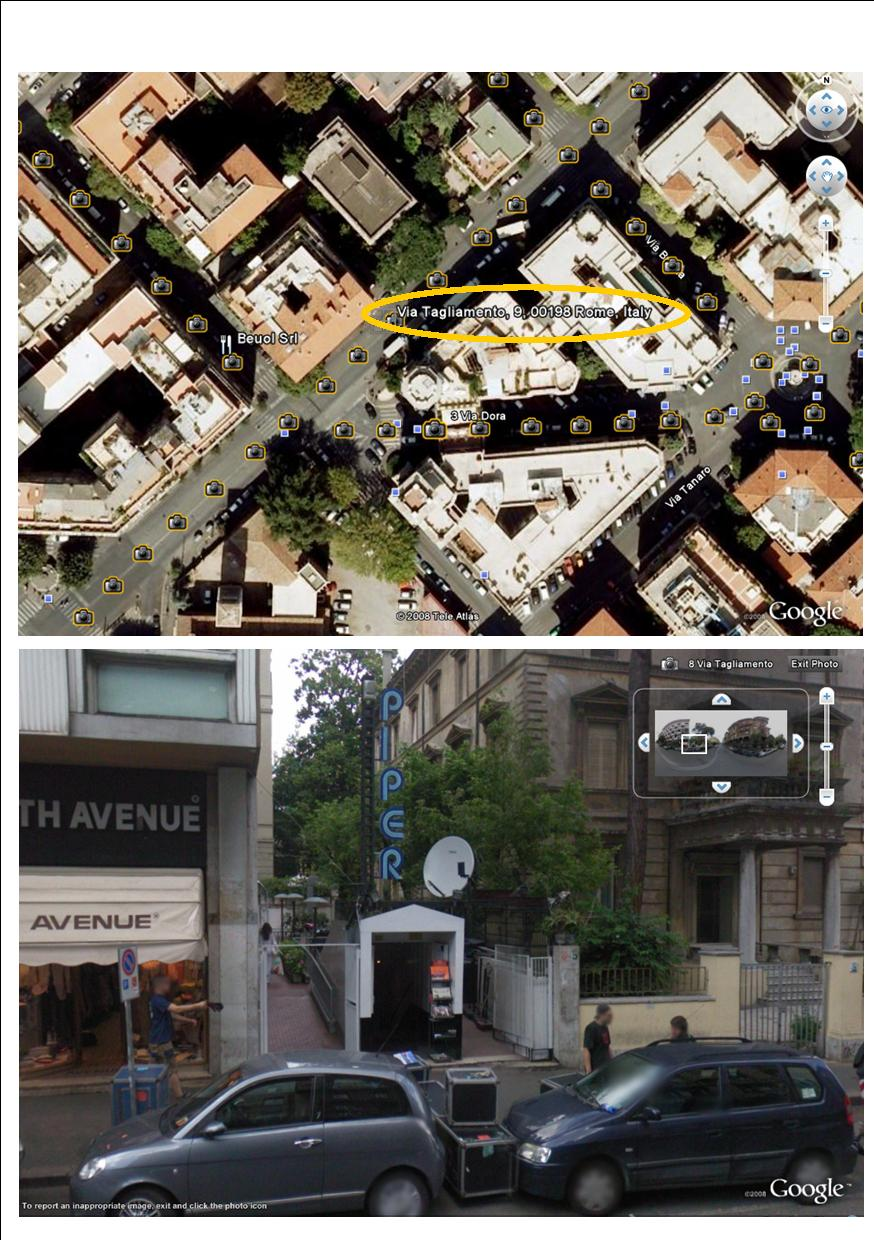 N
Via B
Via Tagliamento, 9, 00198 Rome, Italy
Beuol Srl
3 Via Dora
Via Tanaro
© 2008 Tele Atlas
©2008 Google
8 Via Tagliamento
Exit Photo
PIPER
TH AVENUE®
AVENUE®
To report an inappropriate image, exit and click the photo icon
©2008 Google™